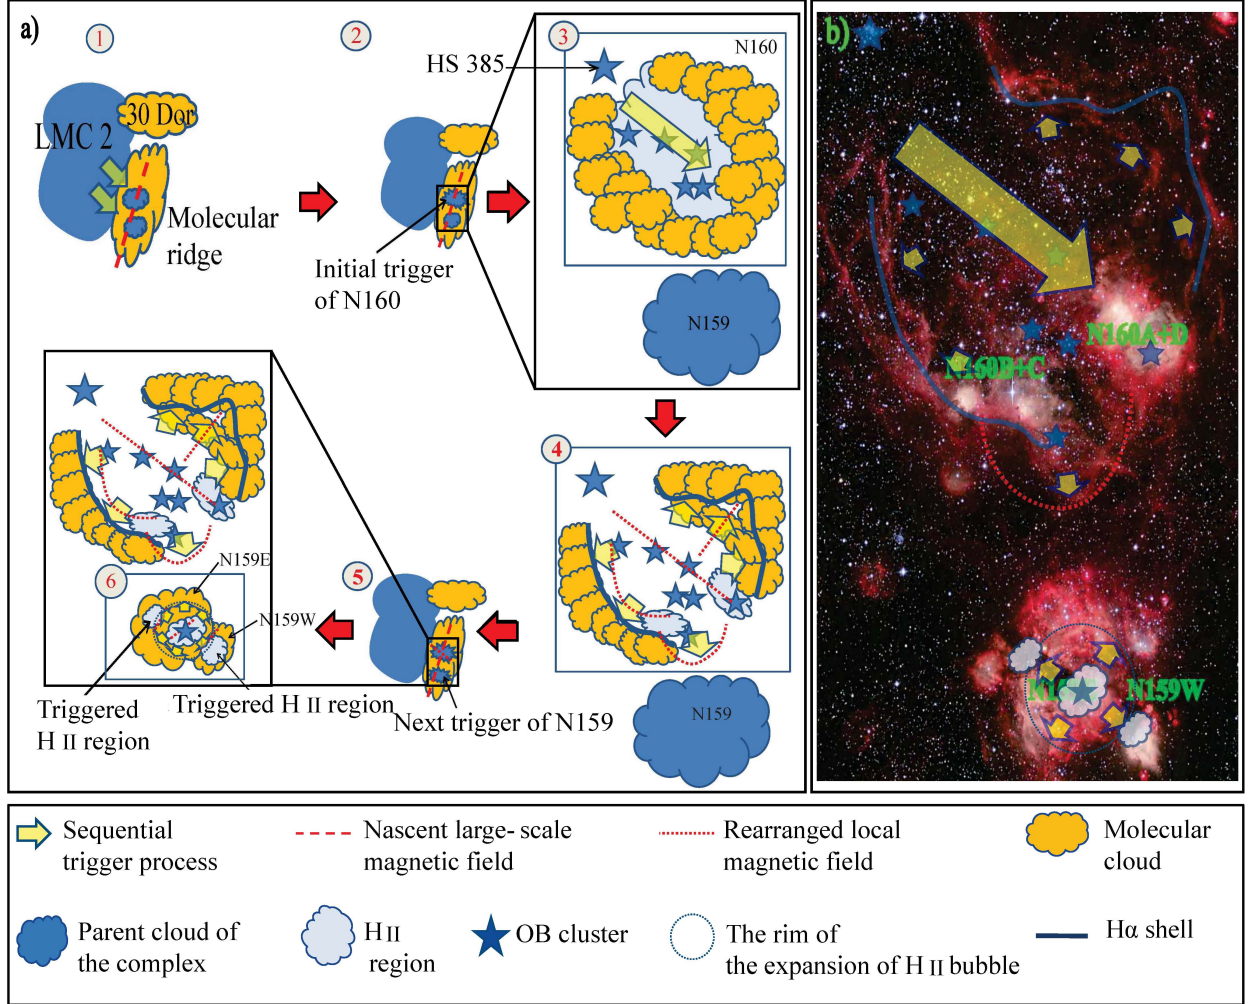 a)
1
2
3
N160
HS 385
LMC 2
30 Dor
Molecular
ridge
Initial trigger
of N160
N159
4
N159
5
Next trigger of N159
6
N159E
N159W
Triggered
H II region
Triggered H II region
b)
N160A+D
N160B+C
N159W
Sequential
trigger process
Nascent large-scale
magnetic field
Rearranged local
magnetic field
Molecular
cloud
Parent cloud of
the complex
H II
region
OB cluster
The rim of
the expansion of H II bubble
Hα shell